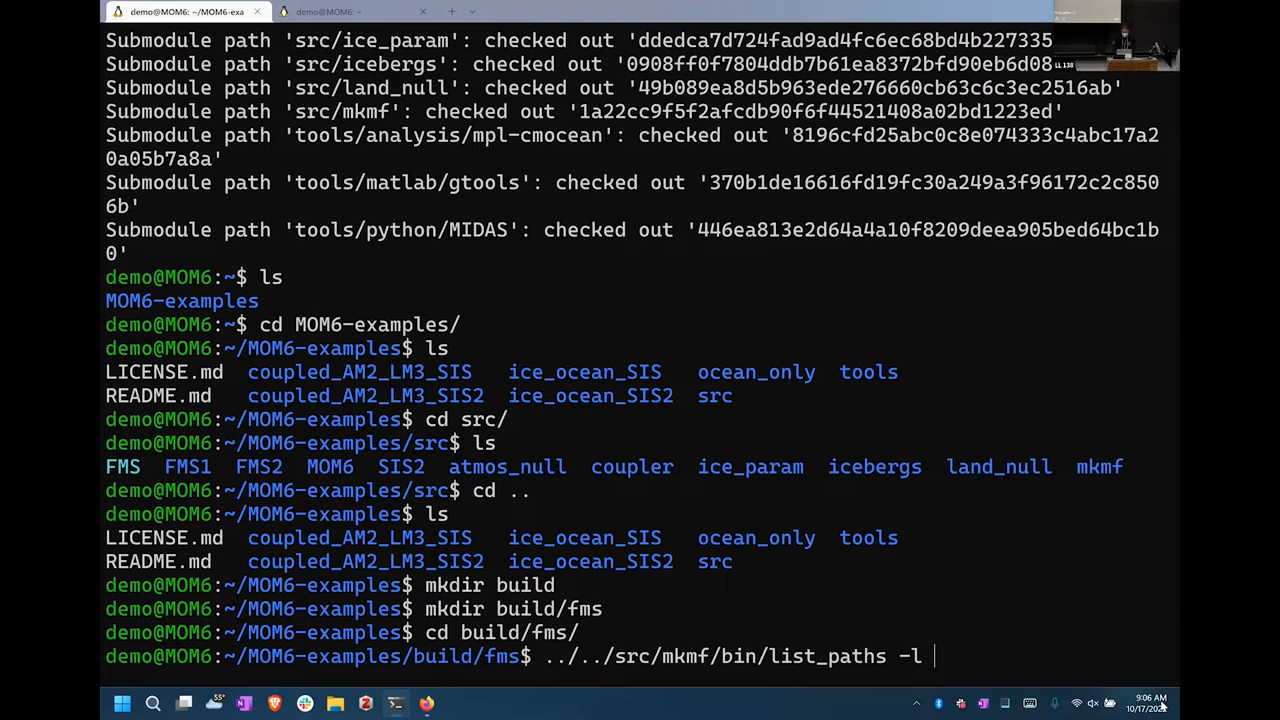 demo@MOM6: ~/MOM6-exa
demo@MOM6: ~
Submodule path 'src/ice_param': checked out 'ddedca7d724fad9ad4fc6ec68bd4b227335
Submodule path 'src/icebergs': checked out '0908ff0f7804ddb7b61ea8372bfd90eb6d08
Submodule path 'src/land_null': checked out '49b089ea8d5b963ede276660cb63c6c3ec2516ab'
Submodule path 'src/mkmf': checked out '1a22cc9f5f2afcdb90f6f44521408a02bd1223ed'
Submodule path 'tools/analysis/mpl-cmocean': checked out '8196cfd25abc0c8e074333c4abc17a2
0a05b7a8a'
Submodule path 'tools/matlab/gtools': checked out '370b1de16616fd19fc30a249a3f96172c2c850
6b'
Submodule path 'tools/python/MIDAS': checked out '446ea813e2d64a4a10f8209deea905bed64bc1b
0'
demo@MOM6:~$ ls
MOM6-examples
demo@MOM6:~$ cd MOM6-examples/
demo@MOM6:~/MOM6-examples$ ls
LICENSE.md coupled_AM2_LM3_SIS ice_ocean_SIS ocean_only tools
README.md coupled_AM2_LM3_SIS2 ice_ocean_SIS2 src
demo@MOM6:~/MOM6-examples$ cd src/
demo@MOM6:~/MOM6-examples/src$ ls
FMS FMS1 FMS2 MOM6 SIS2 atmos_null coupler ice_param icebergs land_null mkmf
demo@MOM6:~/MOM6-examples/src$ cd ..
demo@MOM6:~/MOM6-examples$ ls
LICENSE.md coupled_AM2_LM3_SIS ice_ocean_SIS ocean_only tools
README.md coupled_AM2_LM3_SIS2 ice_ocean_SIS2 src
demo@MOM6:~/MOM6-examples$ mkdir build
demo@MOM6:~/MOM6-examples$ mkdir build/fms
demo@MOM6:~/MOM6-examples$ cd build/fms/
demo@MOM6:~/MOM6-examples/build/fms$ ../../src/mkmf/bin/list_paths -l
LL 138
55°
9:06 AM